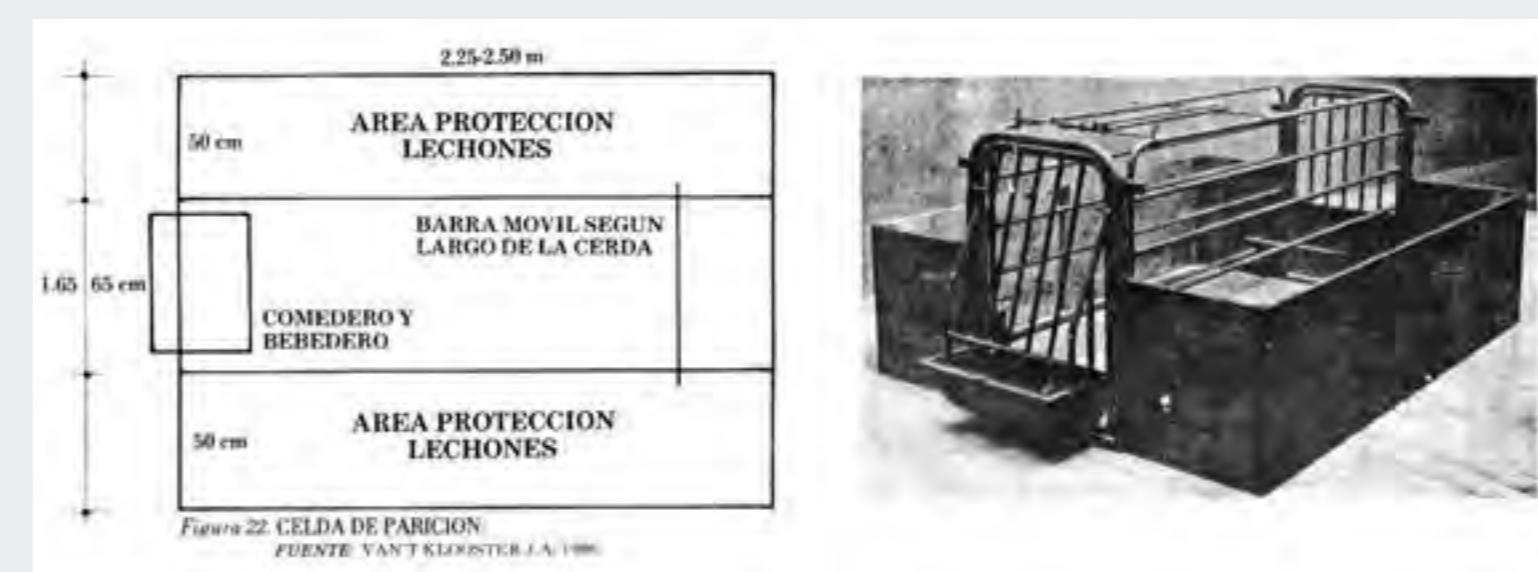 2.25-2.50 m
50 cm
AREA PROTECCION
LECHONES
BARRA MOVIL SEGUN
LARGO DE LA CERDA
1.65 65 cm
COMEDERO Y
BEBEDERO
50 cm
AREA PROTECCION
LECHONES
Figura 22. CELDA DE PARICION
FUENTE: VAN'T KLOOSTER J.A.